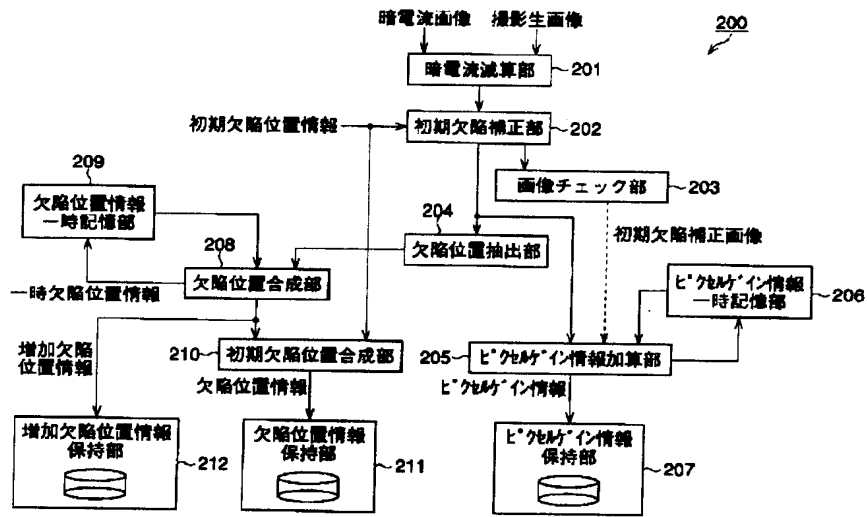 暗電流画像
撮影生画像
200
暗電流減算部
201
初期欠陥位置情報
初期欠陥補正部
202
画像チェック部
203
209
欠陥位置情報
一時記憶部
204
欠陥位置抽出部
初期欠陥補正画像
208
欠陥位置合成部
一時欠陥位置情報
ピクセルゲイン情報
一時記憶部
206
増加欠陥
位置情報
210
初期欠陥位置合成部
205
ピクセルゲイン情報加算部
欠陥位置情報
ピクセルゲイン情報
増加欠陥位置情報
保持部
212
欠陥位置情報
保持部
211
ピクセルゲイン情報
保持部
207